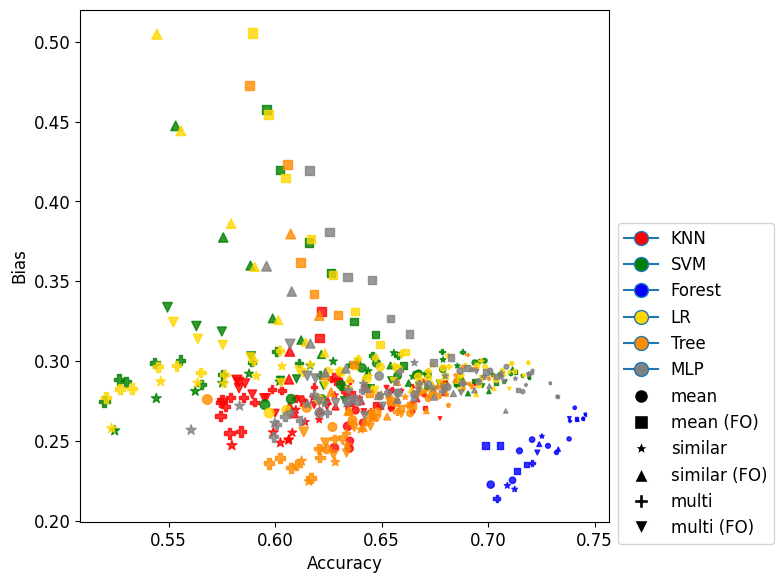 0.50
0.45
0.40
0.35
0.30
0.25
0.20
Bias
0.55
0.60
0.65
0.70
0.75
Accuracy
KNN
SVM
Forest
LR
Tree
MLP
mean
mean (FO)
similar
similar (FO)
multi
multi (FO)